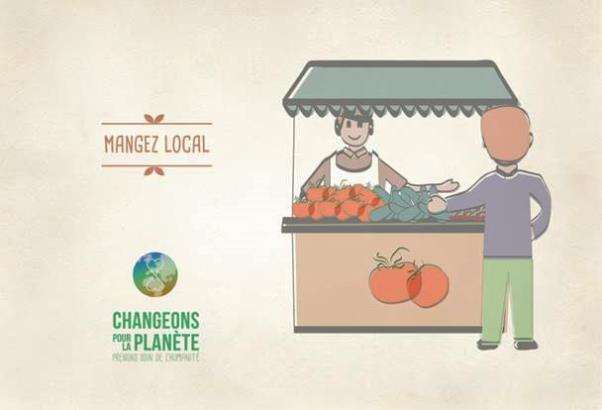 MANGEZ LOCAL
CHANGEONS
POUR LA PLANÈTE
PRENONS SOIN DE L'HUMANITÉ